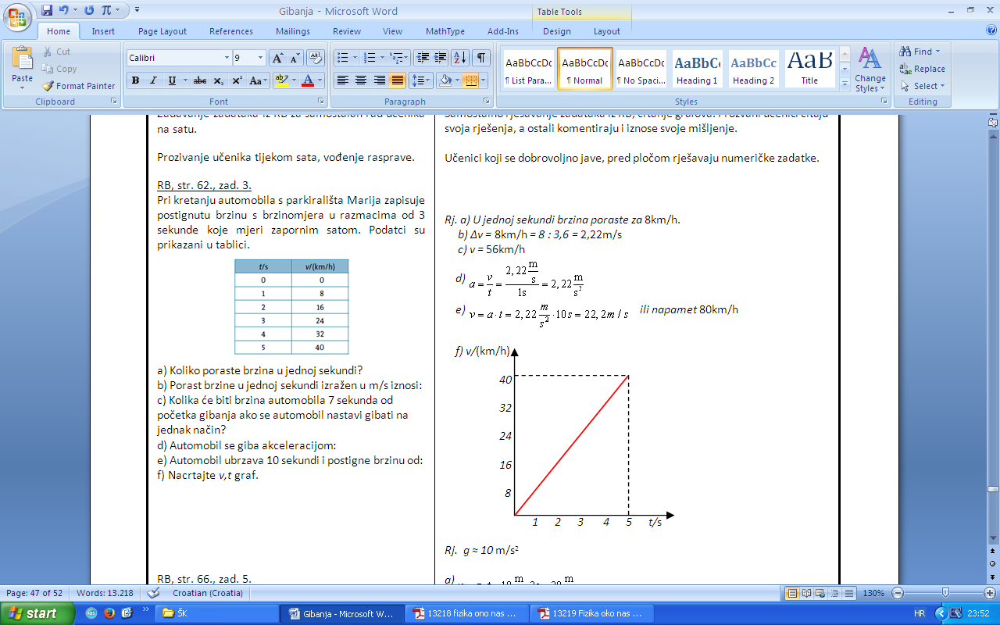 Gibanja - Microsoft Word
Table Tools
Home Insert Page Layout References Mailings Review View MathType Add-Ins Design Layout
Cut
Copy
Format Painter
Paste
Clipboard
Calibri 9
Font
Paragraph
AaBbCcDc AaBbCcDc AaBbCcDc AaBbCc AaBbCc AaB
¶ List Para... ¶ Normal ¶ No Spaci... Heading 1 Heading 2 Title
Change Styles
Styles
Find
Replace
Select
Editing
Zadavanje zadataka iz RB za samostalan rad učenika
na satu.
Prozivanje učenika tijekom sata, vođenje rasprave.
RB, str. 62., zad. 3.
Pri kretanju automobila s parkirališta Marija zapisuje
postignutu brzinu s brzinomjera u razmacima od 3
sekunde koje mjeri zapornim satom. Podatci su
prikazani u tablici.
t/s v/(km/h)
0 0
1 8
2 16
3 24
4 32
5 40
a) Koliko poraste brzina u jednoj sekundi?
b) Porast brzine u jednoj sekundi izražen u m/s iznosi:
c) Kolika će biti brzina automobila 7 sekunda od
početka gibanja ako se automobil nastavi gibati na
jednak način?
d) Automobil se giba akceleracijom:
e) Automobil ubrzava 10 sekundi i postigne brzinu od:
f) Nacrtajte v,t graf.
RB, str. 66., zad. 5.
Samostalno rješavanje zadataka iz RB, crtanje grafova. Prozvani učenici čitaju
svoja rješenja, a ostali komentiraju i iznose svoje mišljenje.
Učenici koji se dobrovoljno jave, pred pločom rješavaju numeričke zadatke.
Rj. a) U jednoj sekundi brzina poraste za 8km/h.
b) Δv = 8km/h = 8 : 3,6 = 2,22m/s
c) v = 56km/h
d) a = v/t = 2,22 m/s / 1s = 2,22 m/s²
e) v = a·t = 2,22 m/s² ·10s = 22,2m/s ili napamet 80km/h
f) v/(km/h)
40
32
24
16
8
1 2 3 4 5 t/s
Rj. g ≈ 10 m/s²
a)
Page: 47 of 52 Words: 13.218 Croatian (Croatia) 130%
start ŠK Gibanja - Microsoft W... 13218 fizika ono nas ... 13219 Fizika oko nas ... HR 23:52